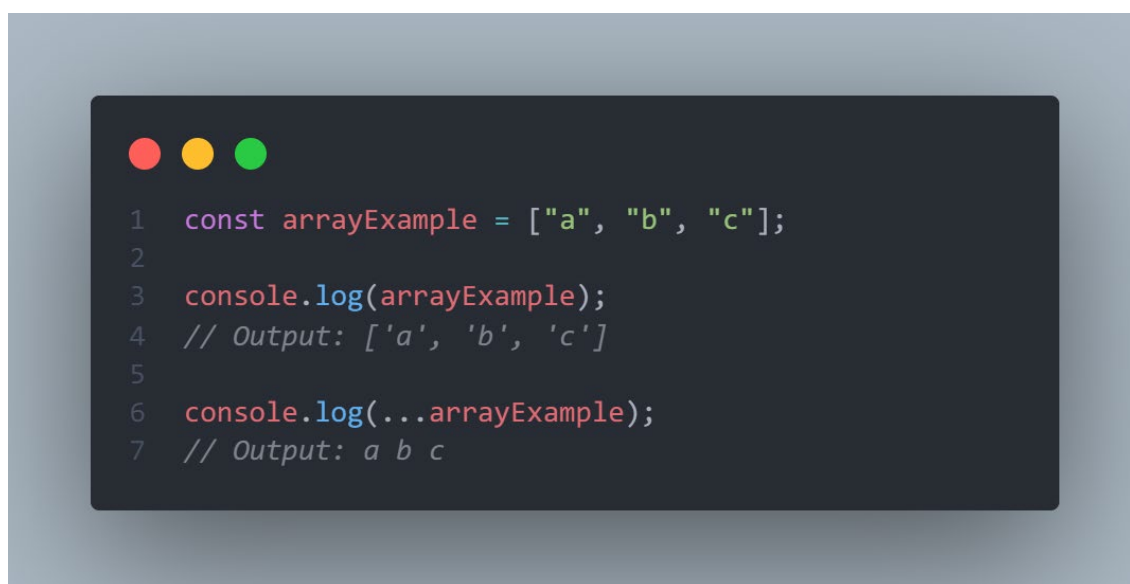 1 const arrayExample = ["a", "b", "c"];
2
3 console.log(arrayExample);
4 // Output: ['a', 'b', 'c']
5
6 console.log(...arrayExample);
7 // Output: a b c